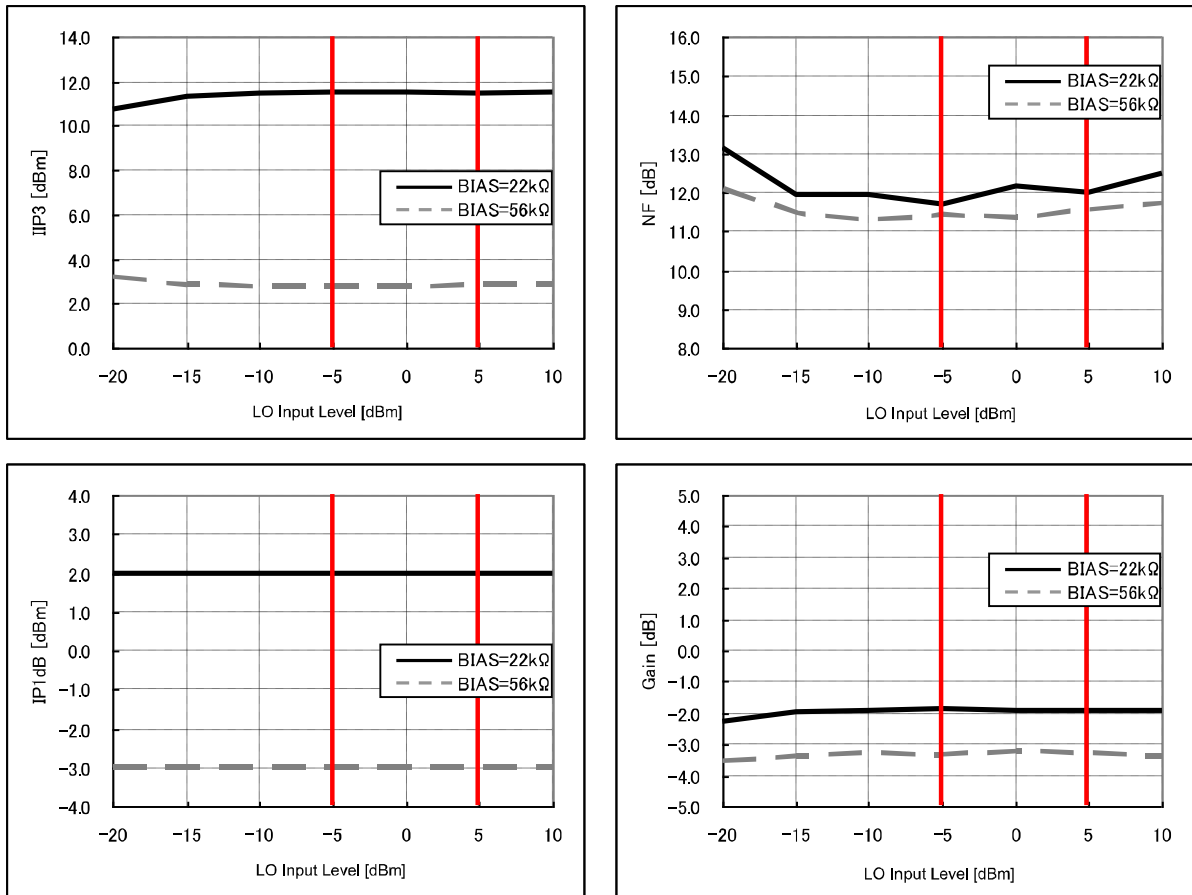 14.0
12.0
10.0
8.0
6.0
4.0
2.0
0.0
IIP3 [dBm]
BIAS=22kΩ
BIAS=56kΩ
-20 -15 -10 -5 0 5 10
LO Input Level [dBm]
16.0
15.0
14.0
13.0
12.0
11.0
10.0
9.0
8.0
NF [dB]
BIAS=22kΩ
BIAS=56kΩ
-20 -15 -10 -5 0 5 10
LO Input Level [dBm]
4.0
3.0
2.0
1.0
0.0
-1.0
-2.0
-3.0
-4.0
IP1dB [dBm]
BIAS=22kΩ
BIAS=56kΩ
-20 -15 -10 -5 0 5 10
LO Input Level [dBm]
5.0
4.0
3.0
2.0
1.0
0.0
-1.0
-2.0
-3.0
-4.0
-5.0
Gain [dB]
BIAS=22kΩ
BIAS=56kΩ
-20 -15 -10 -5 0 5 10
LO Input Level [dBm]